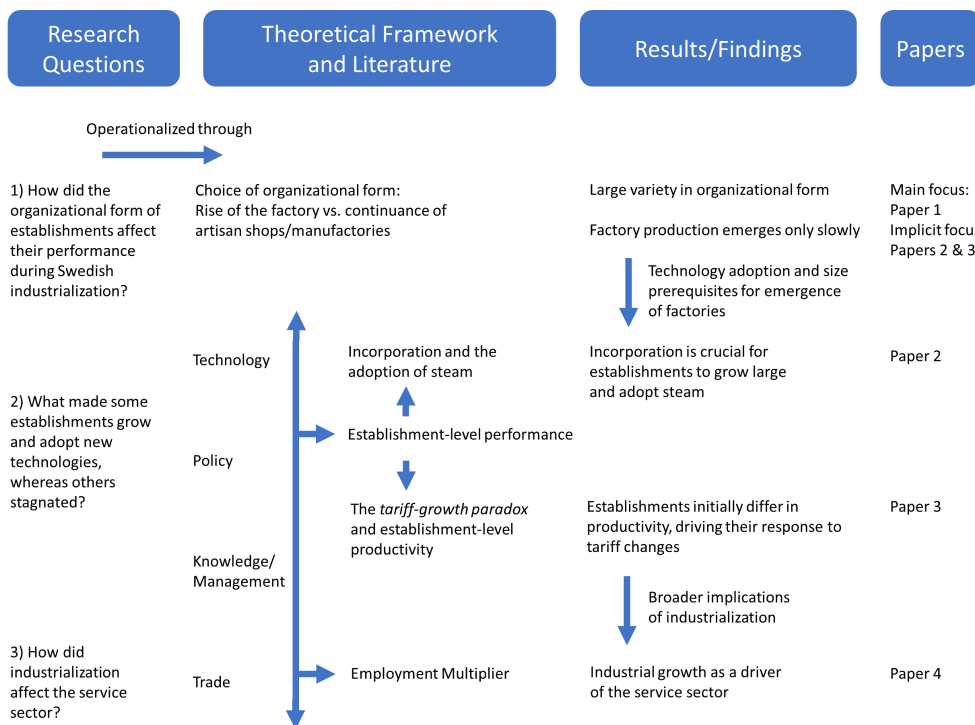 Research
Questions
Theoretical Framework
and Literature
Results/Findings
Papers
Operationalized through
1) How did the
organizational form of
establishments affect
their performance
during Swedish
industrialization?
Choice of organizational form:
Rise of the factory vs. continuance of
artisan shops/manufactories
Large variety in organizational form
Factory production emerges only slowly
Main focus:
Paper 1
Implicit focu
Papers 2 & 3
Technology adoption and size
prerequisites for emergence
of factories
Technology
Incorporation and the
adoption of steam
Incorporation is crucial for
establishments to grow large
and adopt steam
Paper 2
2) What made some
establishments grow
and adopt new
technologies,
whereas others
stagnated?
Establishment-level performance
Policy
The tariff-growth paradox
and establishment-level
productivity
Establishments initially differ in
productivity, driving their response to
tariff changes
Paper 3
Knowledge/
Management
Broader implications
of industrialization
3) How did
industrialization
affect the service
sector?
Trade
Employment Multiplier
Industrial growth as a driver
of the service sector
Paper 4